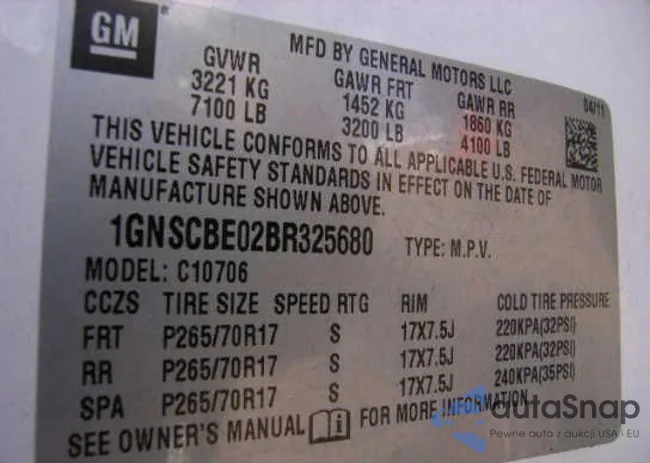 GM
MFD BY GENERAL MOTORS LLC
GVWR GAWR FRT GAWR RR 04/11
3221 KG 1452 KG 1860 KG
7100 LB 3200 LB 4100 LB
THIS VEHICLE CONFORMS TO ALL APPLICABLE U.S. FEDERAL MOTOR
VEHICLE SAFETY STANDARDS IN EFFECT ON THE DATE OF
MANUFACTURE SHOWN ABOVE.
1GNSCBE02BR325680 TYPE: M.P.V.
MODEL: C10706
CCZS TIRE SIZE SPEED RTG RIM COLD TIRE PRESSURE
FRT P265/70R17 S 17X7.5J 220KPA(32PSI)
RR P265/70R17 S 17X7.5J 220KPA(32PSI)
SPA P265/70R17 S 17X7.5J 240KPA(35PSI)
SEE OWNER'S MANUAL FOR MORE INFORMATION.
autaSnap
Pewne auta z aukcji USA i EU